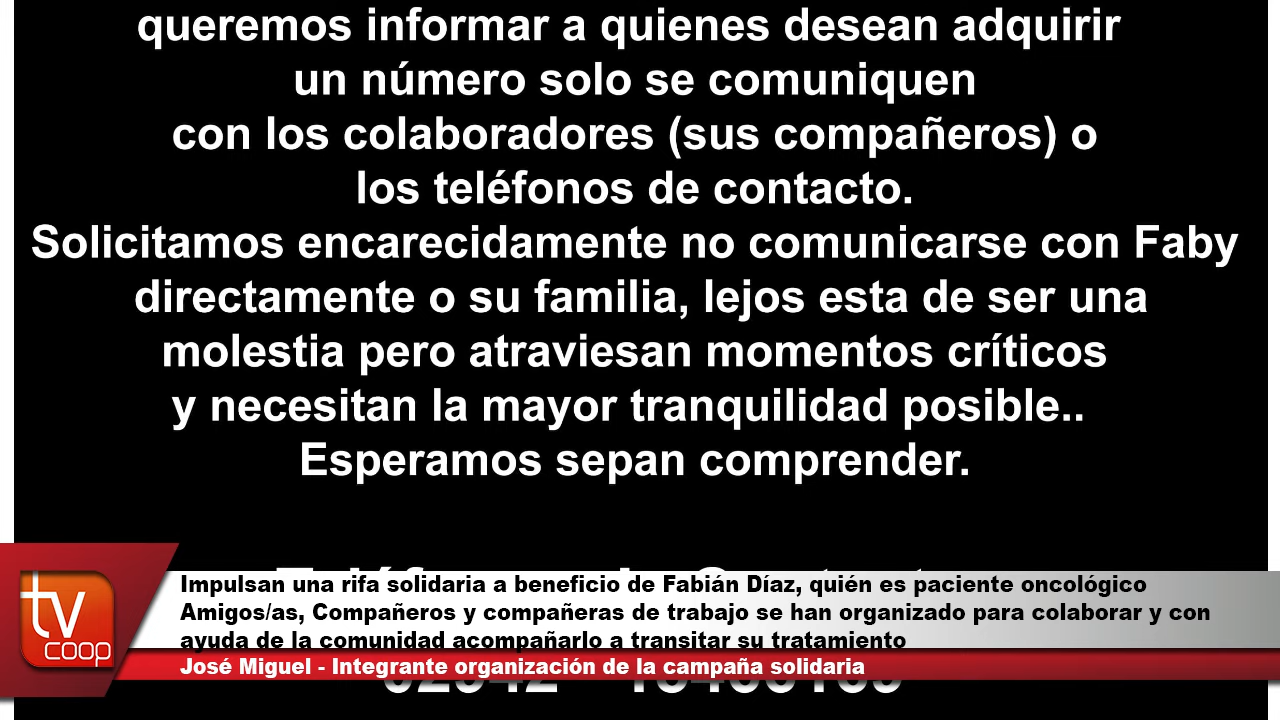 queremos informar a quienes desean adquirir
un número solo se comuniquen
con los colaboradores (sus compañeros) o
los teléfonos de contacto.
Solicitamos encarecidamente no comunicarse con Faby
directamente o su familia, lejos esta de ser una
molestia pero atraviesan momentos críticos
y necesitan la mayor tranquilidad posible..
Esperamos sepan comprender.
tv
coop
Impulsan una rifa solidaria a beneficio de Fabián Díaz, quién es paciente oncológico
Amigos/as, Compañeros y compañeras de trabajo se han organizado para colaborar y con
ayuda de la comunidad acompañarlo a transitar su tratamiento
José Miguel - Integrante organización de la campaña solidaria